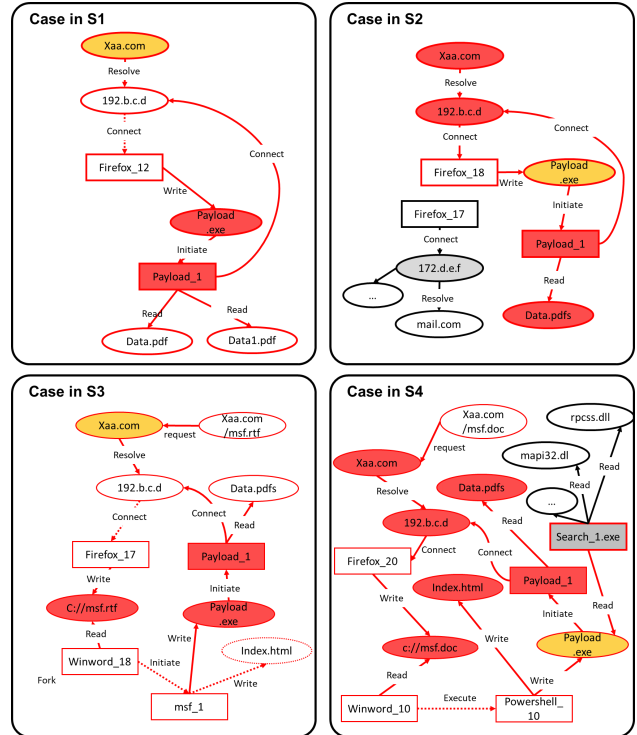 Case in S1
Xaa.com
Resolve
192.b.c.d
Connect
Connect
Firefox_12
Write
Payload
.exe
Initiate
Payload_1
Read
Read
Data.pdf
Data1.pdf
Case in S2
Xaa.com
Resolve
192.b.c.d
Connect
Connect
Firefox_18
Write
Payload
.exe
Initiate
Firefox_17
Connect
Payload_1
172.d.e.f
Read
...
Resolve
mail.com
Data.pdfs
Case in S3
Xaa.com
request
Xaa.com
/msf.rtf
Resolve
192.b.c.d
Data.pdfs
Connect
Connect
Read
Firefox_17
Payload_1
Write
Initiate
C://msf.rtf
Payload
.exe
Read
Write
Index.html
Winword_18
Initiate
Fork
Write
msf_1
Case in S4
Xaa.com
/msf.doc
rpcss.dll
request
Xaa.com
mapi32.dl
Read
Resolve
Data.pdfs
Read
...
192.b.c.d
Read
Search_1.exe
Connect
Connect
Firefox_20
Index.html
Payload_1
Read
Write
Initiate
c://msf.doc
Write
Payload
.exe
Read
Write
Execute
Winword_10
Powershell_
10